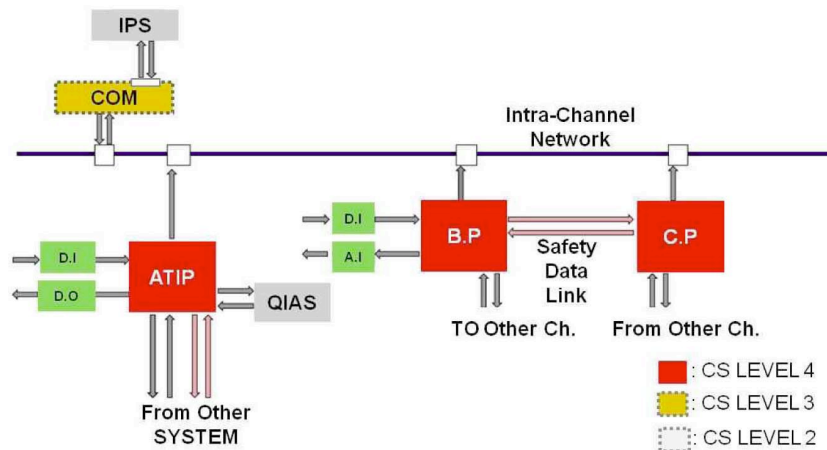 IPS
COM
Intra-Channel
Network
D.I
D.O
ATIP
QIAS
D.I
A.I
B.P
C.P
Safety
Data
Link
TO Other Ch.
From Other Ch.
From Other
SYSTEM
: CS LEVEL 4
: CS LEVEL 3
: CS LEVEL 2